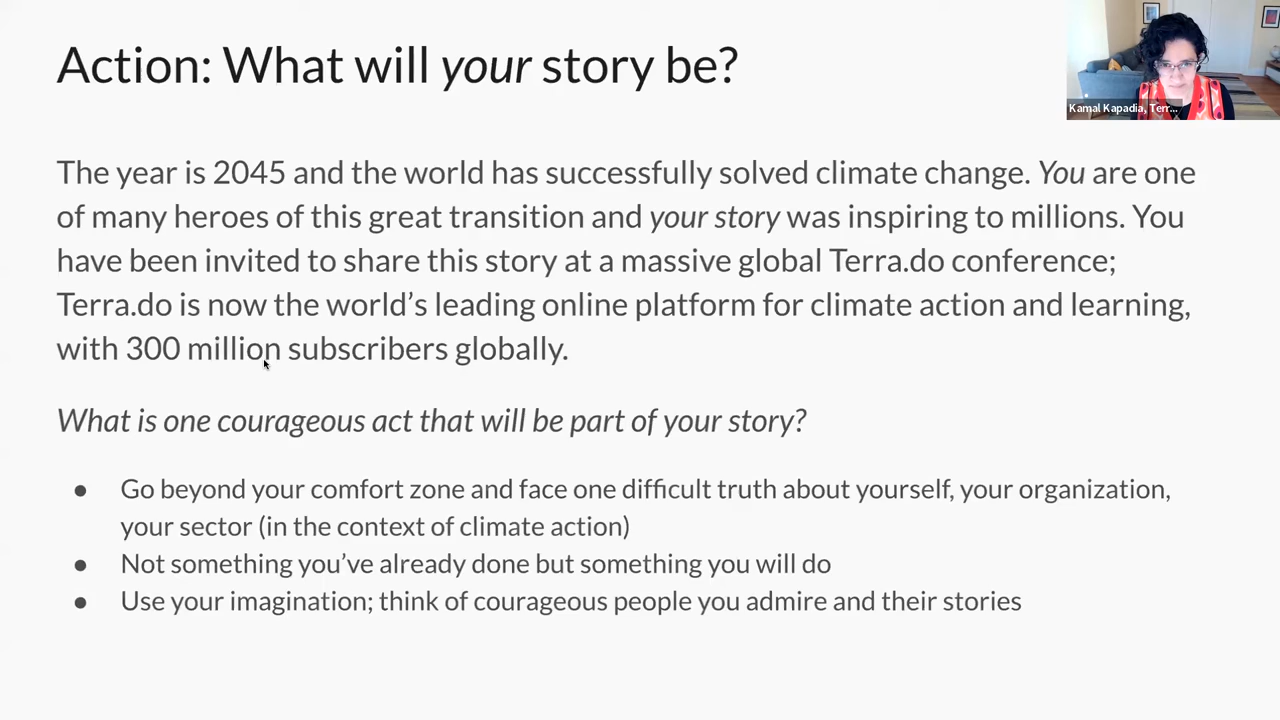 Action: What will your story be?
Kamal Kapadia, Terr...
The year is 2045 and the world has successfully solved climate change. You are one
of many heroes of this great transition and your story was inspiring to millions. You
have been invited to share this story at a massive global Terra.do conference;
Terra.do is now the world’s leading online platform for climate action and learning,
with 300 million subscribers globally.
What is one courageous act that will be part of your story?
● Go beyond your comfort zone and face one difficult truth about yourself, your organization,
your sector (in the context of climate action)
● Not something you’ve already done but something you will do
● Use your imagination; think of courageous people you admire and their stories